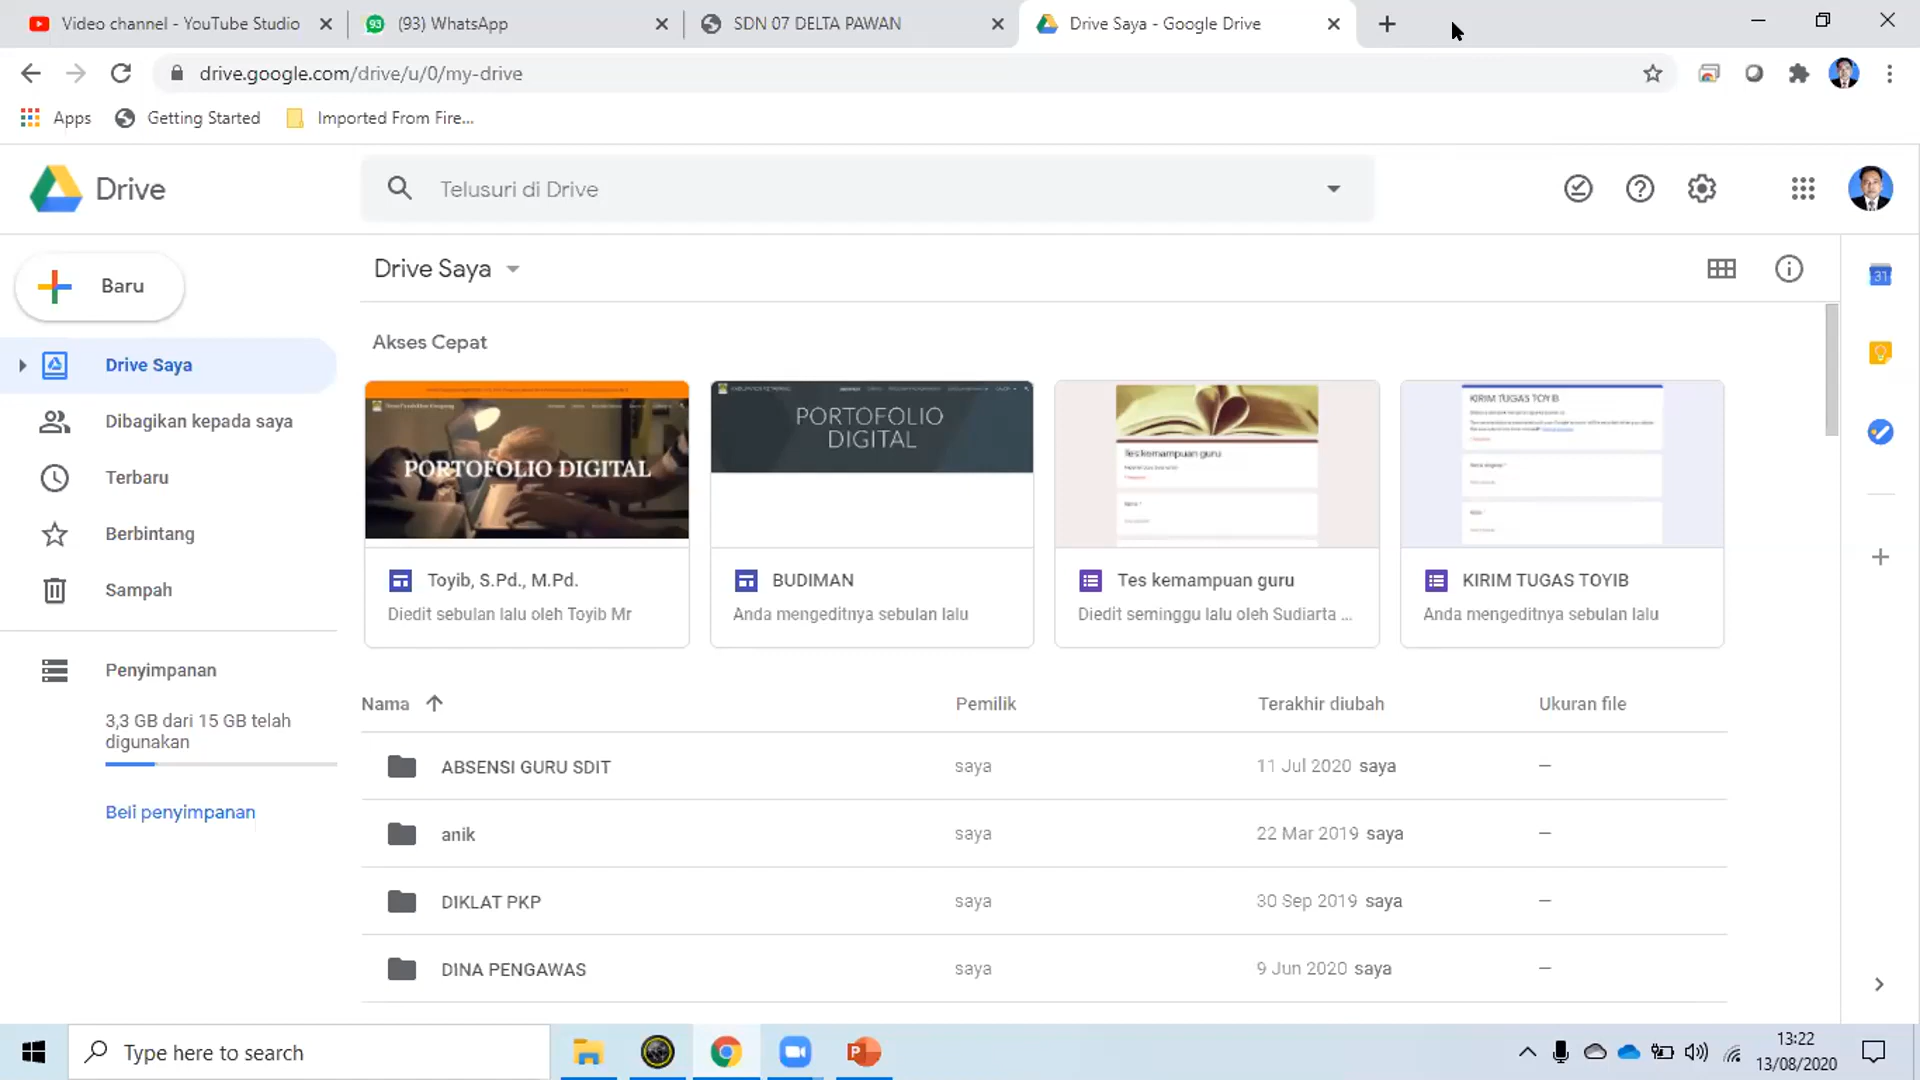 Video channel - YouTube Studio
93
(93) WhatsApp
SDN 07 DELTA PAWAN
Drive Saya - Google Drive
drive.google.com/drive/u/0/my-drive
Apps
Getting Started
Imported From Fire...
Drive
Telusuri di Drive
Baru
Drive Saya
31
Akses Cepat
Drive Saya
Dibagikan kepada saya
Terbaru
Berbintang
Sampah
Penyimpanan
3,3 GB dari 15 GB telah
digunakan
Beli penyimpanan
PORTOFOLIO DIGITAL
PORTOFOLIO
DIGITAL
Tes kemampuan guru
KIRIM TUGAS TOYIB
Toyib, S.Pd., M.Pd.
Diedit sebulan lalu oleh Toyib Mr
BUDIMAN
Anda mengeditnya sebulan lalu
Tes kemampuan guru
Diedit seminggu lalu oleh Sudiarta ...
KIRIM TUGAS TOYIB
Anda mengeditnya sebulan lalu
Nama Pemilik Terakhir diubah Ukuran file
ABSENSI GURU SDIT saya 11 Jul 2020 saya —
anik saya 22 Mar 2019 saya —
DIKLAT PKP saya 30 Sep 2019 saya —
DINA PENGAWAS saya 9 Jun 2020 saya —
Type here to search
13:22
13/08/2020